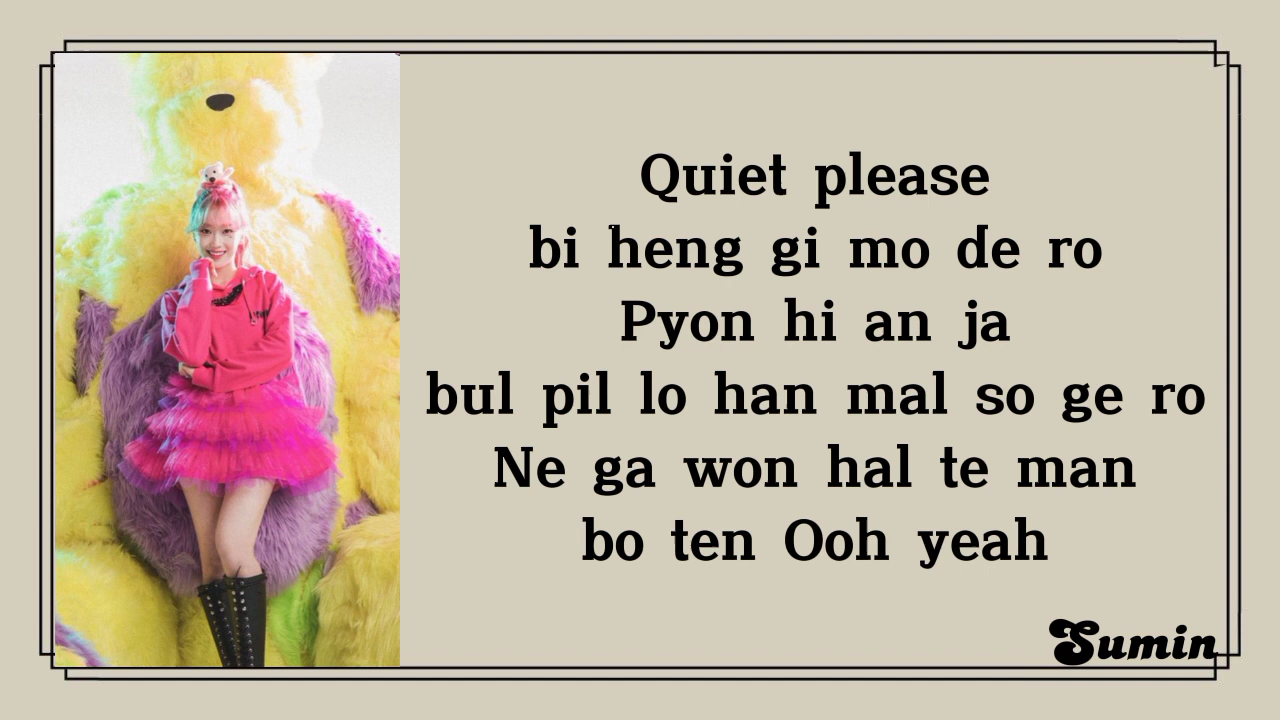 Quiet please
bi heng gi mo de ro
Pyon hi an ja
bul pil lo han mal so ge ro
Ne ga won hal te man
bo ten Ooh yeah
Sumin